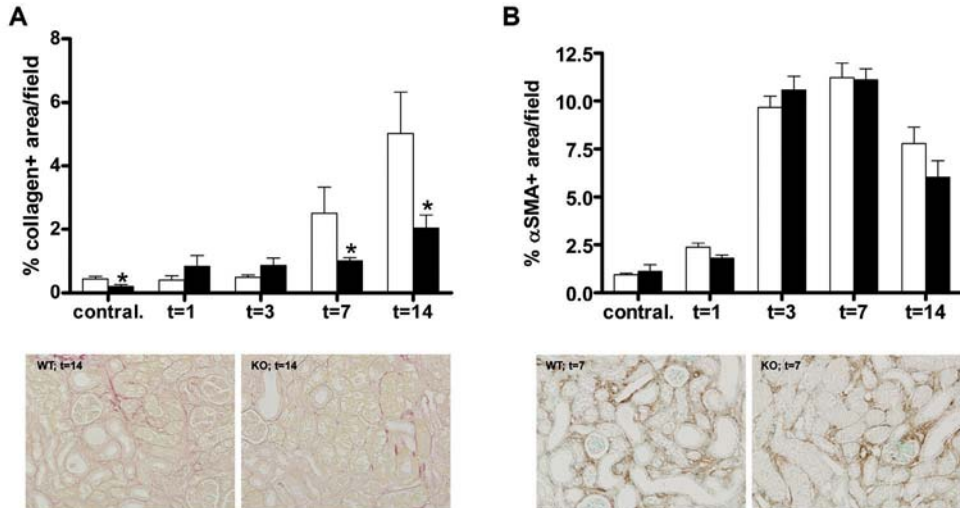 A
% collagen+ area/field
8
6
4
2
0
*
*
*
contral. t=1 t=3 t=7 t=14
WT; t=14
KO; t=14
B
% αSMA+ area/field
12.5
10.0
7.5
5.0
2.5
0.0
contral. t=1 t=3 t=7 t=14
WT; t=7
KO; t=7